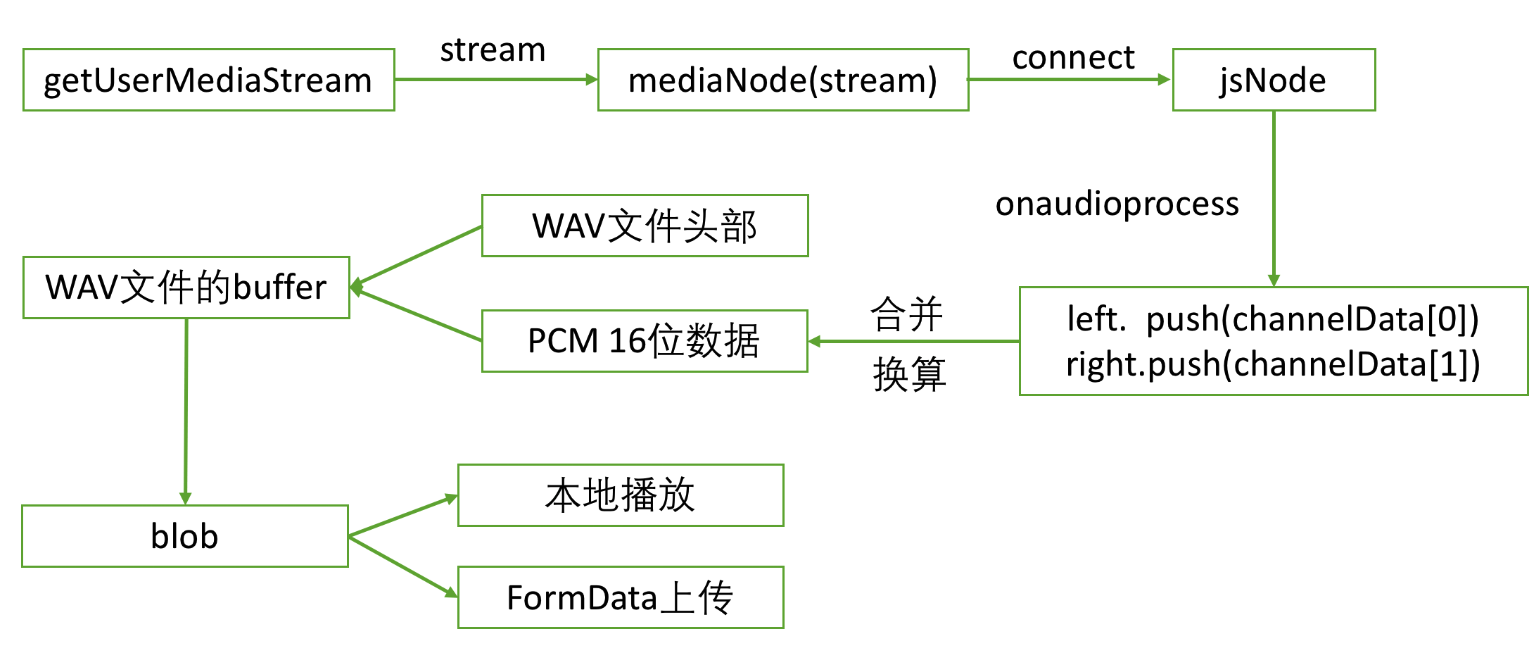 getUserMediaStream
stream
mediaNode(stream)
connect
jsNode
onaudioprocess
left.  push(channelData[0])
right.push(channelData[1])
合并
换算
WAV文件头部
PCM 16位数据
WAV文件的buffer
blob
本地播放
FormData上传